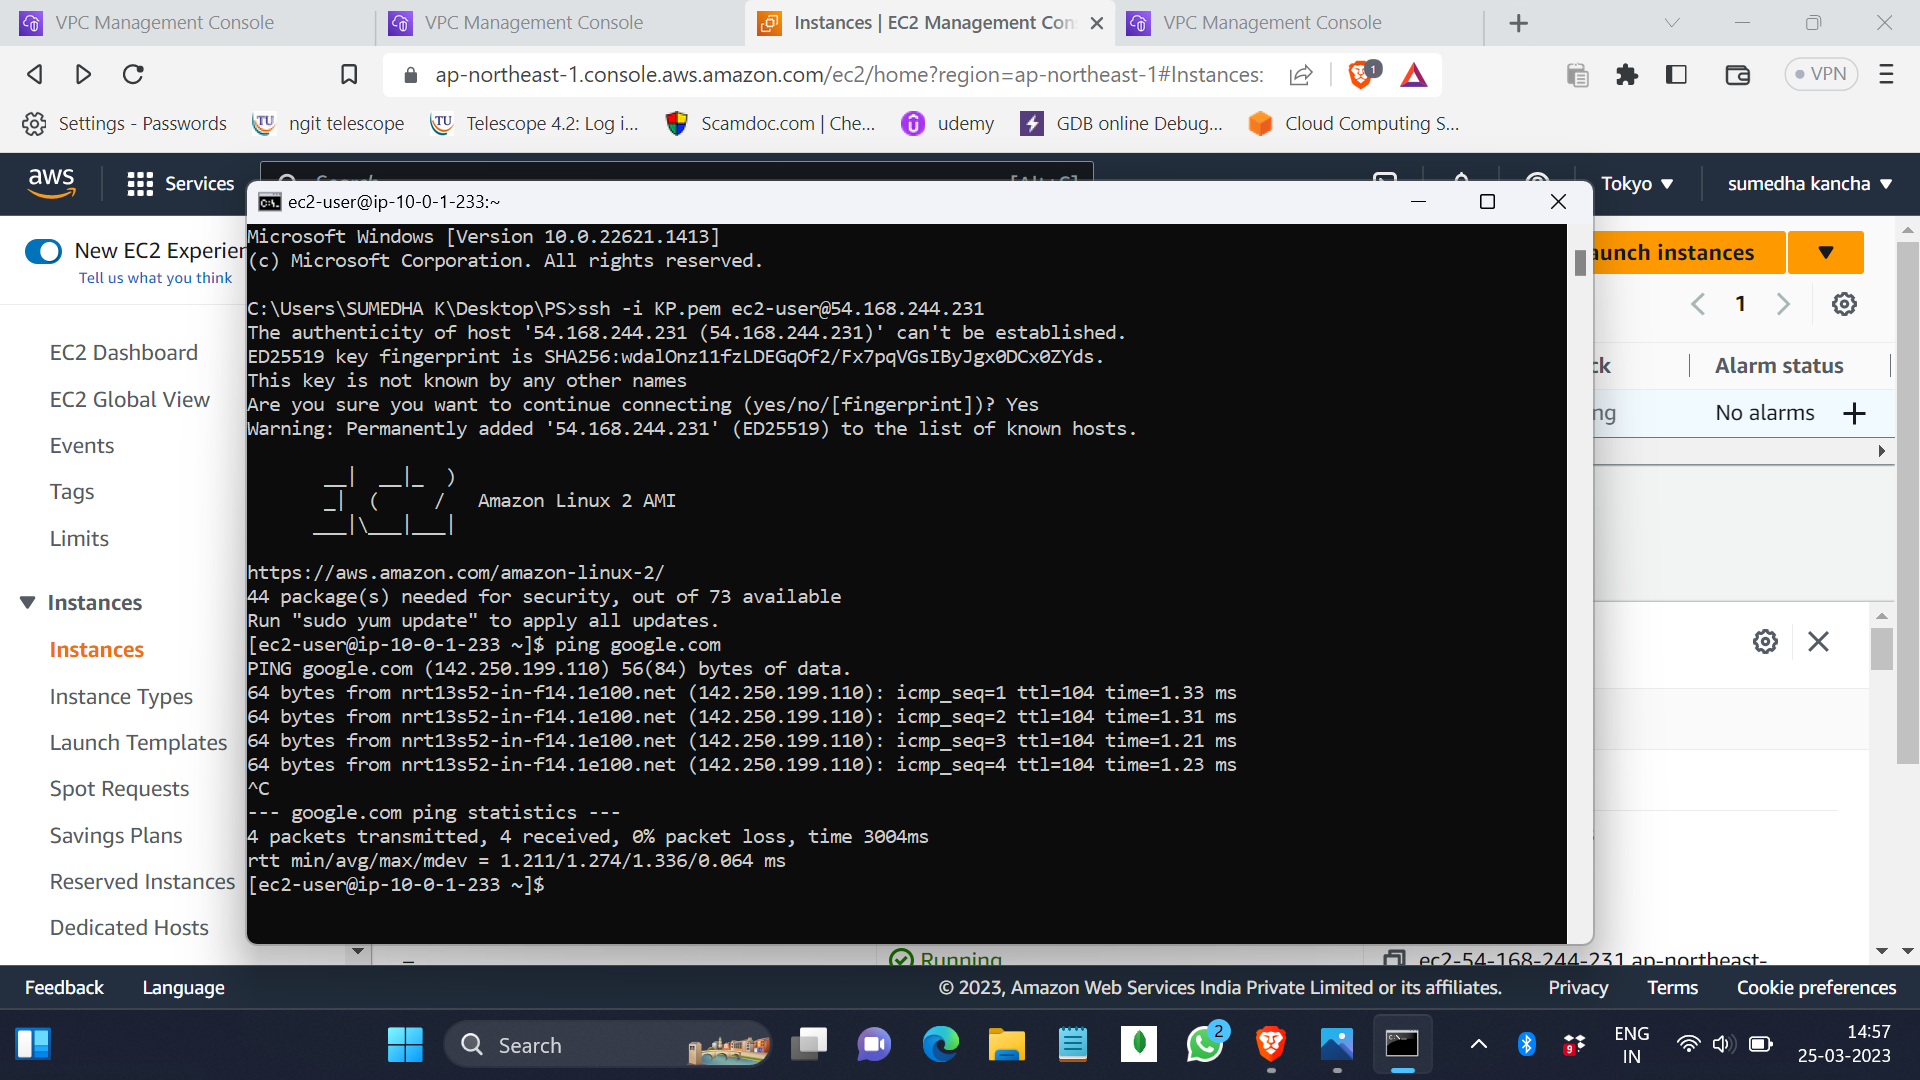 VPC Management Console
VPC Management Console
Instances | EC2 Management Con
VPC Management Console
ap-northeast-1.console.aws.amazon.com/ec2/home?region=ap-northeast-1#Instances:
1
VPN
Settings - Passwords
ngit telescope
Telescope 4.2: Log i...
Scamdoc.com | Che...
udemy
GDB online Debug...
Cloud Computing S...
aws
Services
Search
[Alt+S]
Tokyo
sumedha kancha
New EC2 Experien
Tell us what you think
EC2 Dashboard
EC2 Global View
Events
Tags
Limits
Instances
Instances
Instance Types
Launch Templates
Spot Requests
Savings Plans
Reserved Instances
Dedicated Hosts
ec2-user@ip-10-0-1-233:~
Microsoft Windows [Version 10.0.22621.1413]
(c) Microsoft Corporation. All rights reserved.
C:\Users\SUMEDHA K\Desktop\PS>ssh -i KP.pem ec2-user@54.168.244.231
The authenticity of host '54.168.244.231 (54.168.244.231)' can't be established.
ED25519 key fingerprint is SHA256:wdalOnz11fzLDEGqOf2/Fx7pqVGsIByJgx0DCx0ZYds.
This key is not known by any other names
Are you sure you want to continue connecting (yes/no/[fingerprint])? Yes
Warning: Permanently added '54.168.244.231' (ED25519) to the list of known hosts.
       __|  __|_  )
       _|  (     /   Amazon Linux 2 AMI
      ___|\___|___|
https://aws.amazon.com/amazon-linux-2/
44 package(s) needed for security, out of 73 available
Run "sudo yum update" to apply all updates.
[ec2-user@ip-10-0-1-233 ~]$ ping google.com
PING google.com (142.250.199.110) 56(84) bytes of data.
64 bytes from nrt13s52-in-f14.1e100.net (142.250.199.110): icmp_seq=1 ttl=104 time=1.33 ms
64 bytes from nrt13s52-in-f14.1e100.net (142.250.199.110): icmp_seq=2 ttl=104 time=1.31 ms
64 bytes from nrt13s52-in-f14.1e100.net (142.250.199.110): icmp_seq=3 ttl=104 time=1.21 ms
64 bytes from nrt13s52-in-f14.1e100.net (142.250.199.110): icmp_seq=4 ttl=104 time=1.23 ms
^C
--- google.com ping statistics ---
4 packets transmitted, 4 received, 0% packet loss, time 3004ms
rtt min/avg/max/mdev = 1.211/1.274/1.336/0.064 ms
[ec2-user@ip-10-0-1-233 ~]$
aunch instances
1
ck
Alarm status
ng
No alarms
Running
ec2-54-168-244-231.ap-northeast-
Feedback
Language
© 2023, Amazon Web Services India Private Limited or its affiliates.
Privacy
Terms
Cookie preferences
Search
2
9
ENG
IN
14:57
25-03-2023